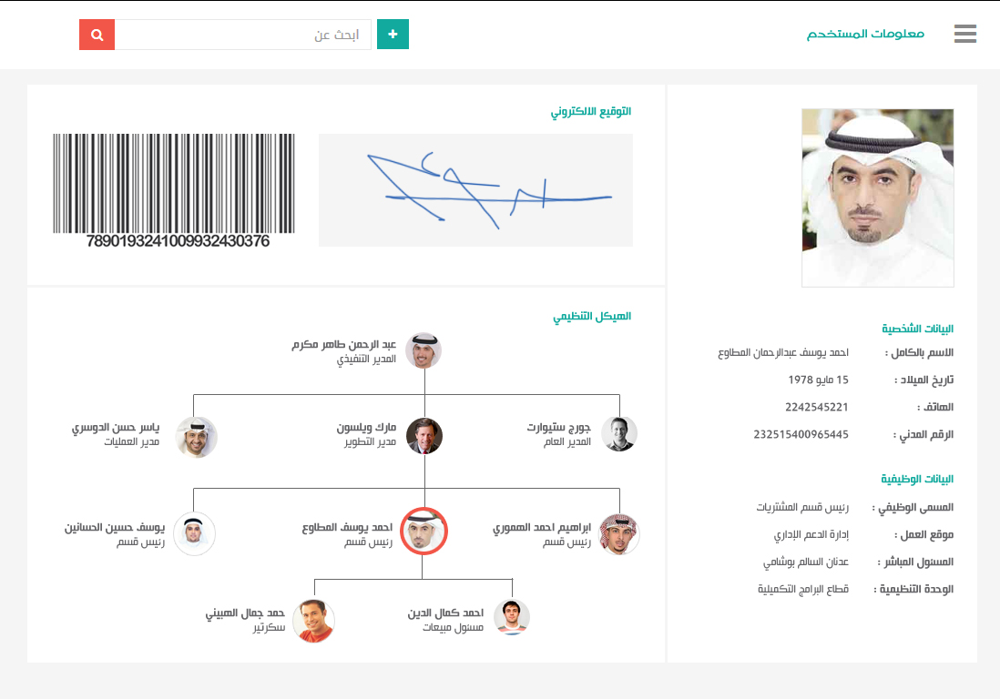 معلومات المستخدم
ابحث عن
البيانات الشخصية
الاسم بالكامل : احمد يوسف عبدالرحمان المطاوع
تاريخ الميلاد : 15 مايو 1978
الهاتف : 2242545221
الرقم المدني : 232515400965445
البيانات الوظيفية
المسمى الوظيفي : رئيس قسم المشتريات
موقع العمل : إدارة الدعم الإداري
المسئول المباشر : عدنان السالم بوشامي
الوحدة التنظيمية : قطاع البرامج التكميلية
التوقيع الالكتروني
7890193241009932430376
الهيكل التنظيمي
عبد الرحمن طاهر مكرم
المدير التنفيذي
جورج ستيوارت
المدير العام
مارك ويلسون
مدير التطوير
ياسر حسن الدوسري
مدير العمليات
ابراهيم احمد الهموري
رئيس قسم
احمد يوسف المطاوع
رئيس قسم
يوسف حسين الحسانين
رئيس قسم
احمد كمال الدين
مسئول مبيعات
حمد جمال الهبيني
سكرتير